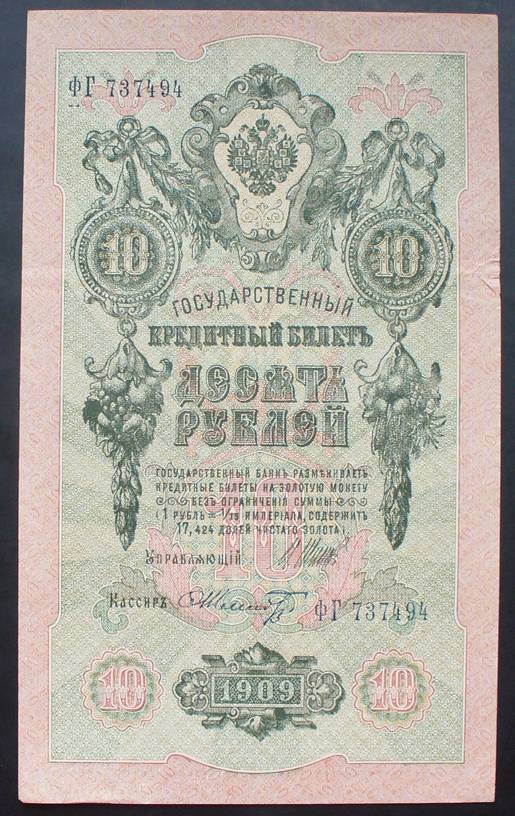 ФГ 737494
10
10
ГОСУДАРСТВЕННЫЙ
КРЕДИТНЫЙ БИЛЕТЪ
ДЕСЯТЬ
РУБЛЕЙ
ГОСУДАРСТВЕННЫЙ БАНКЪ РАЗМѢНИВАЕТЪ
КРЕДИТНЫЕ БИЛЕТЫ НА ЗОЛОТУЮ МОНЕТУ
БЕЗЪ ОГРАНИЧЕНІЯ СУММЫ
(1 РУБЛЬ = 1/15 ИМПЕРІАЛА, СОДЕРЖИТЪ
17,424 ДОЛЕЙ ЧИСТАГО ЗОЛОТА).
10
УПРАВЛЯЮЩІЙ
КАССИРЪ
ФГ 737494
10
1909
10